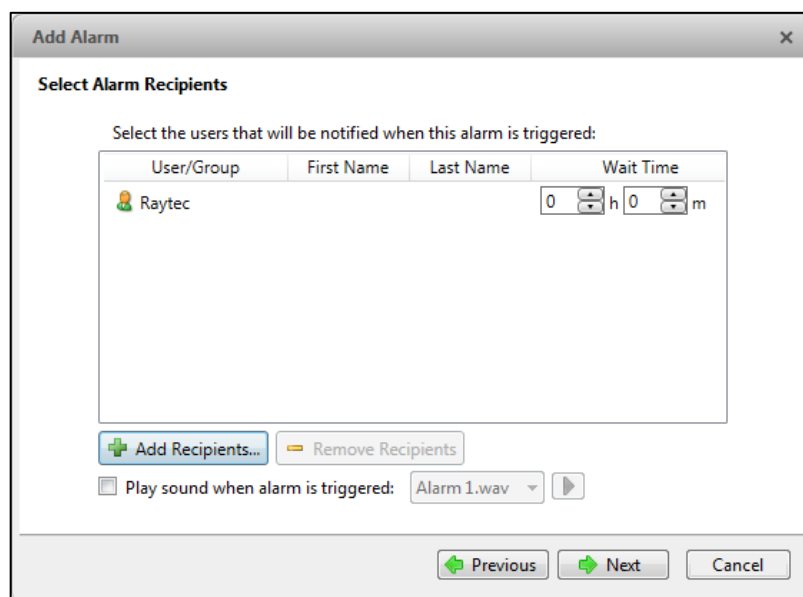 Add Alarm
Select Alarm Recipients
Select the users that will be notified when this alarm is triggered:
User/Group First Name Last Name Wait Time
Raytec 0 h 0 m
Add Recipients... Remove Recipients
Play sound when alarm is triggered: Alarm 1.wav
Previous Next Cancel